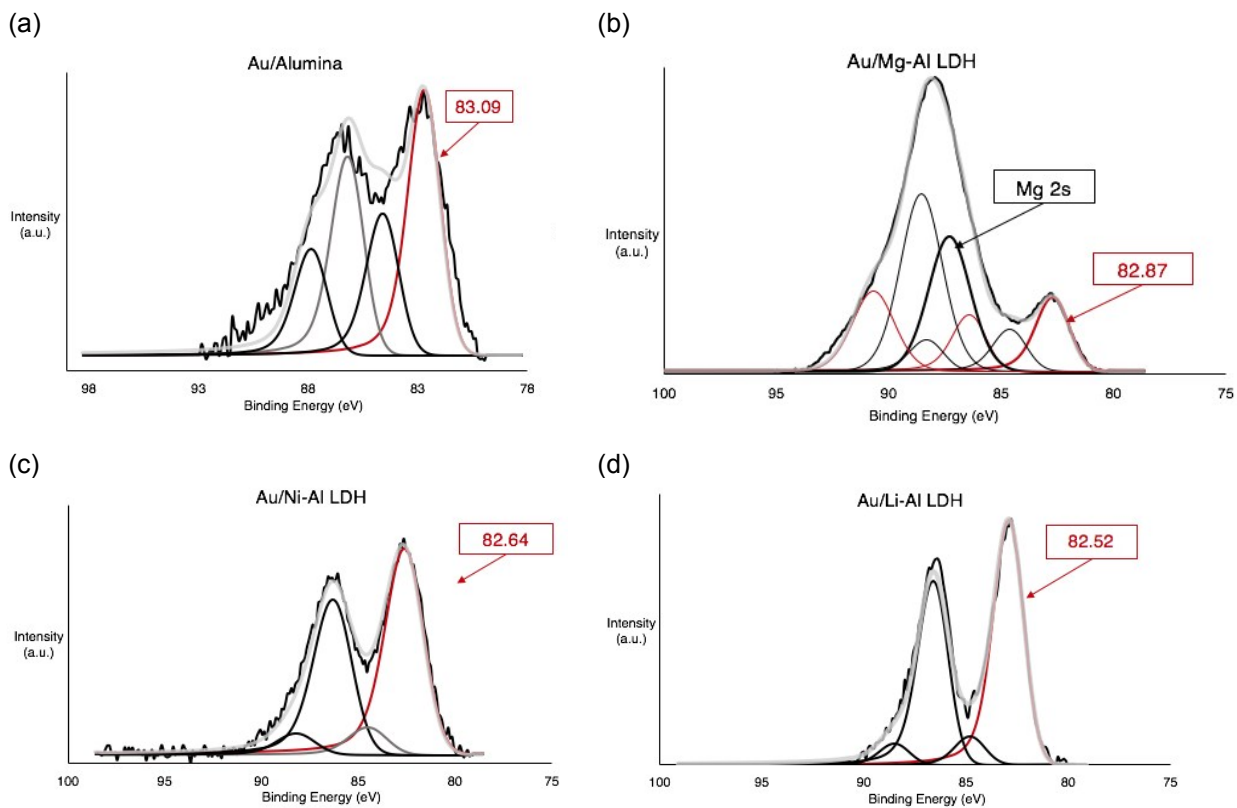 (a)
Au/Alumina
83.09
Intensity
(a.u.)
98 93 88 83 78
Binding Energy (eV)
(b)
Au/Mg-Al LDH
Mg 2s
82.87
Intensity
(a.u.)
100 95 90 85 80 75
Binding Energy (eV)
(c)
Au/Ni-Al LDH
82.64
Intensity
(a.u.)
100 95 90 85 80 75
Binding Energy (eV)
(d)
Au/Li-Al LDH
82.52
Intensity
(a.u.)
100 95 90 85 80 75
Binding Energy (eV)